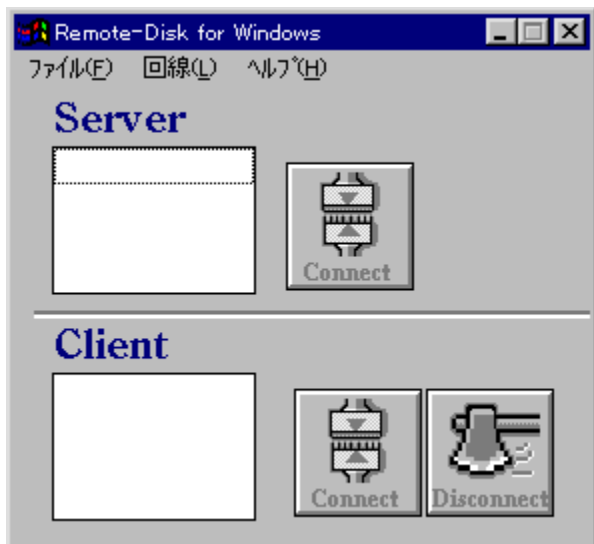 Remote-Disk for Windows
ﾌｧｲﾙ(F) 回線(L) ﾍﾙﾌﾟ(H)
Server
Connect
Client
Connect Disconnect